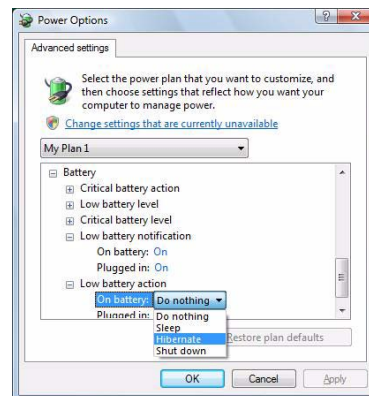 Power Options
Advanced settings
Select the power plan that you want to customize, and
then choose settings that reflect how you want your
computer to manage power.
Change settings that are currently unavailable
My Plan 1
Battery
Critical battery action
Low battery level
Critical battery level
Low battery notification
On battery: On
Plugged in: On
Low battery action
On battery: Do nothing
Plugged in:
Do nothing
Sleep
Hibernate
Shut down
Restore plan defaults
OK Cancel Apply